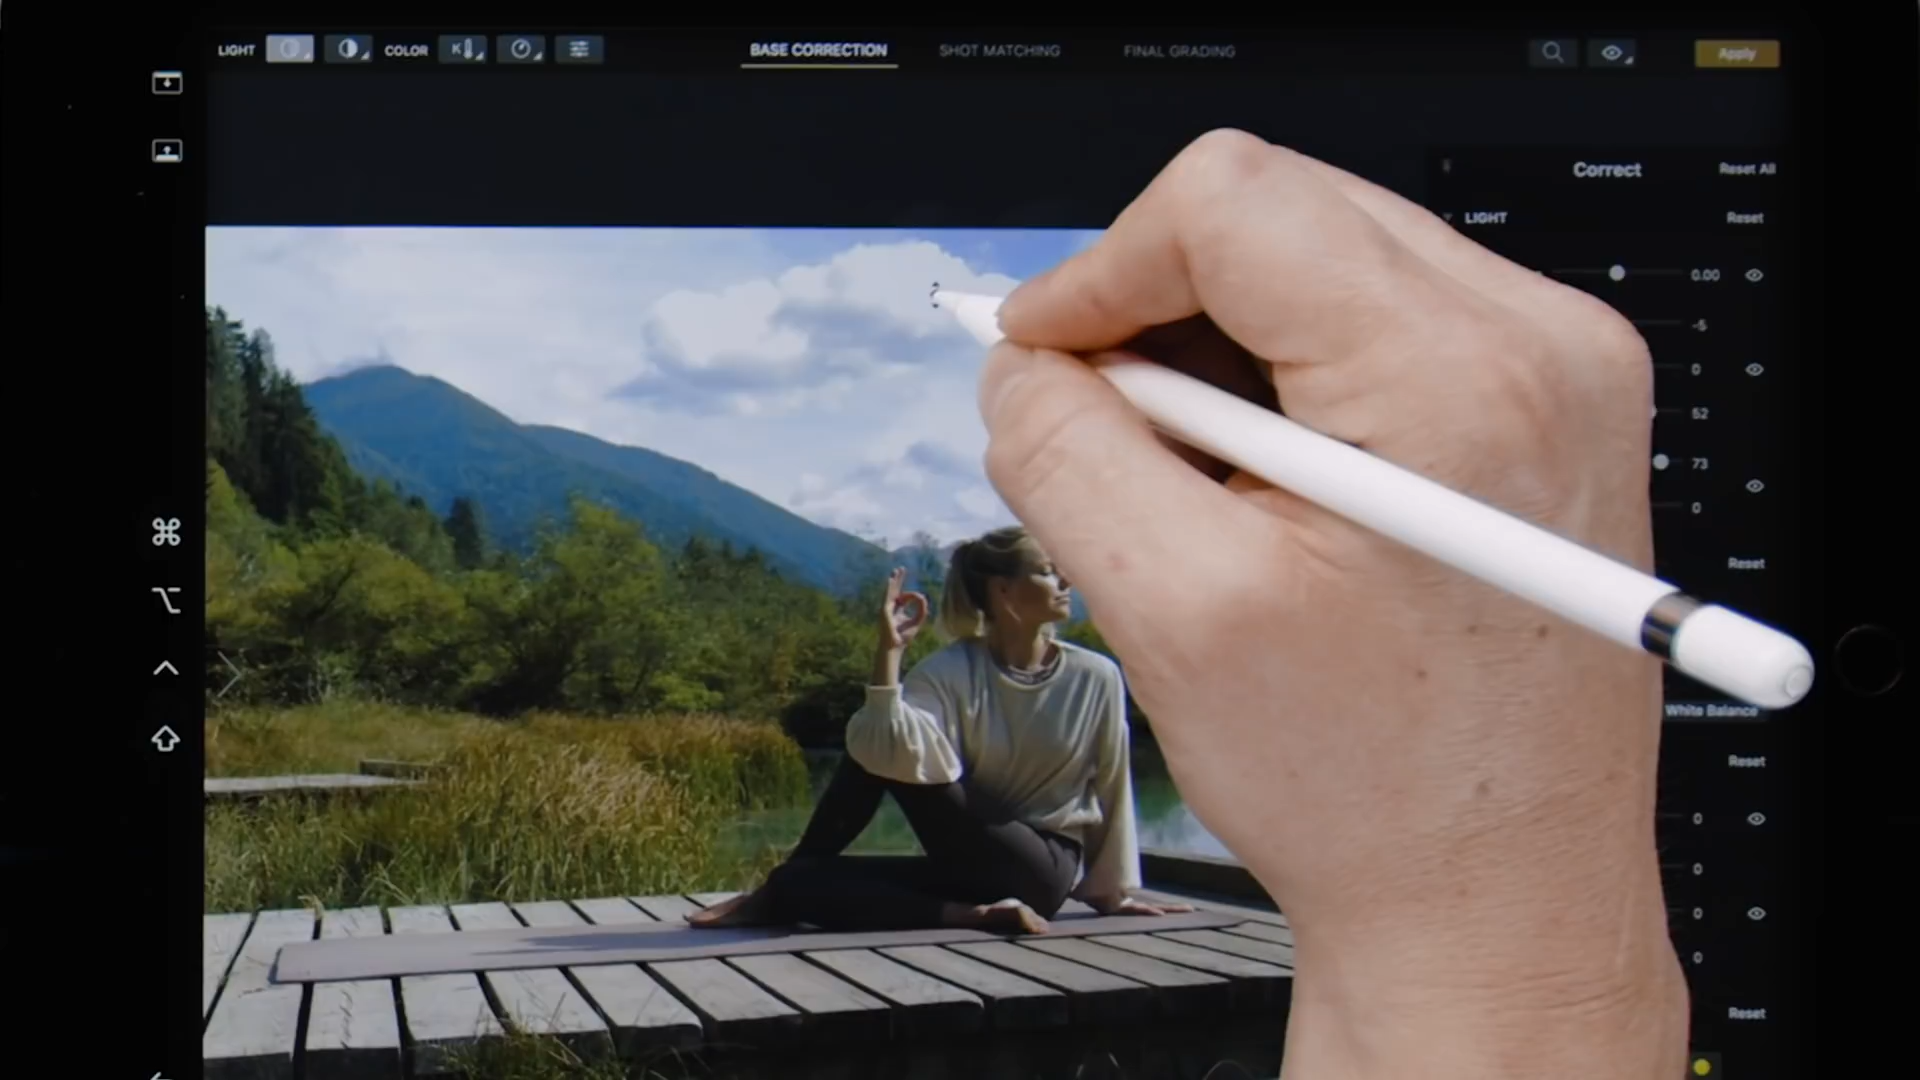 LIGHT COLOR BASE CORRECTION SHOT MATCHING FINAL GRADING Apply
Correct Reset All
LIGHT Reset
0.00
-5
0
52
73
0
Reset
White Balance
Reset
0
0
0
0
Reset